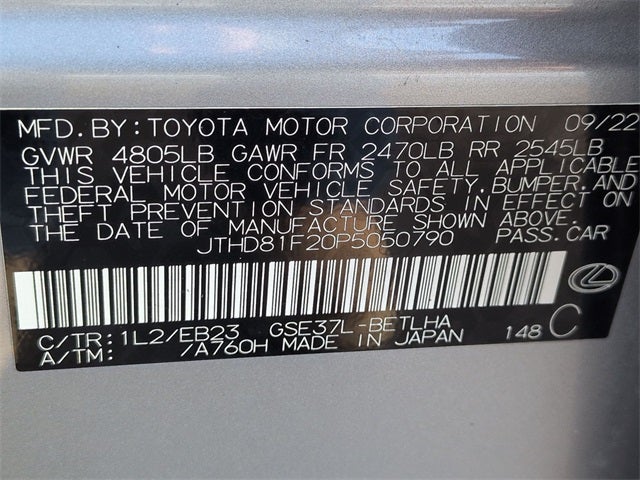 MFD. BY: TOYOTA MOTOR CORPORATION 09/22
GVWR 4805LB GAWR FR 2470LB RR 2545LB
THIS VEHICLE CONFORMS TO ALL APPLICABLE
FEDERAL MOTOR VEHICLE SAFETY, BUMPER, AND
THEFT PREVENTION STANDARDS IN EFFECT ON
THE DATE OF MANUFACTURE SHOWN ABOVE.
JTHD81F20P5050790 PASS.CAR
C/TR: 1L2/EB23 GSE37L-BETLHA
A/TM: /A760H MADE IN JAPAN 148 C